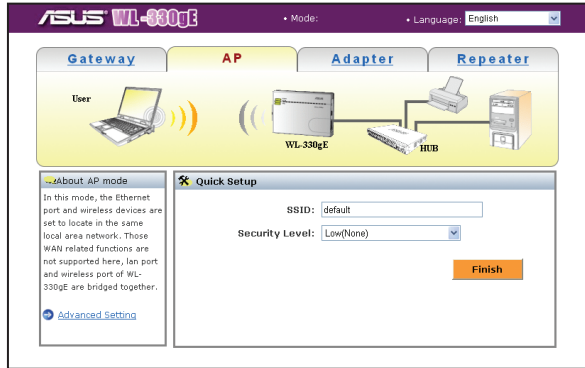 ASUS WL-330gE • Mode: • Language: English
Gateway AP Adapter Repeater
User
WL-330gE
HUB
About AP mode
In this mode, the Ethernet
port and wireless devices are
set to locate in the same
local area network. Those
WAN related functions are
not supported here, lan port
and wireless port of WL-
330gE are bridged together.
Advanced Setting
Quick Setup
SSID: default
Security Level: Low(None)
Finish